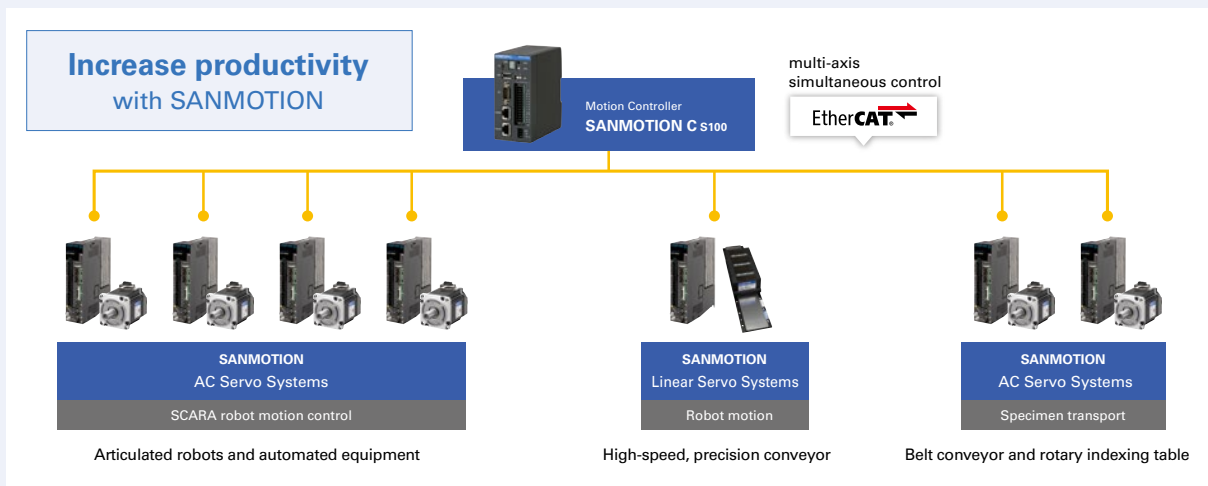 Increase productivity
with SANMOTION
Motion Controller
SANMOTION C S100
multi-axis
simultaneous control
EtherCAT®
SANMOTION
AC Servo Systems
SCARA robot motion control
Articulated robots and automated equipment
SANMOTION
Linear Servo Systems
Robot motion
High-speed, precision conveyor
SANMOTION
AC Servo Systems
Specimen transport
Belt conveyor and rotary indexing table